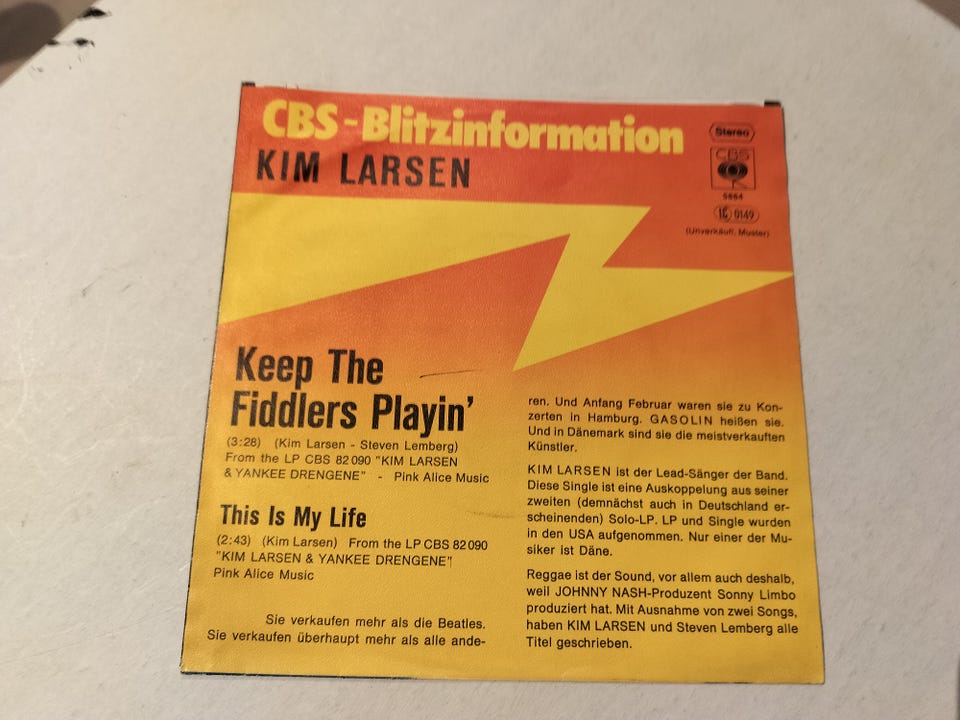 CBS-Blitzinformation
KIM LARSEN
Stereo
CBS
5864
0149
(Unverkäufl. Muster)
Keep The
Fiddlers Playin'
(3:28) (Kim Larsen - Steven Lemberg)
From the LP CBS 82 090 "KIM LARSEN
& YANKEE DRENGENE" - Pink Alice Music
This Is My Life
(2:43) (Kim Larsen) From the LP CBS 82 090
"KIM LARSEN & YANKEE DRENGENE"
Pink Alice Music
Sie verkaufen mehr als die Beatles.
Sie verkaufen überhaupt mehr als alle ande-
ren. Und Anfang Februar waren sie zu Kon-
zerten in Hamburg. GASOLIN heißen sie.
Und in Dänemark sind sie die meistverkauften
Künstler.
KIM LARSEN ist der Lead-Sänger der Band.
Diese Single ist eine Auskoppelung aus seiner
zweiten (demnächst auch in Deutschland er-
scheinenden) Solo-LP. LP und Single wurden
in den USA aufgenommen. Nur einer der Mu-
siker ist Däne.
Reggae ist der Sound, vor allem auch deshalb,
weil JOHNNY NASH-Produzent Sonny Limbo
produziert hat. Mit Ausnahme von zwei Songs,
haben KIM LARSEN und Steven Lemberg alle
Titel geschrieben.